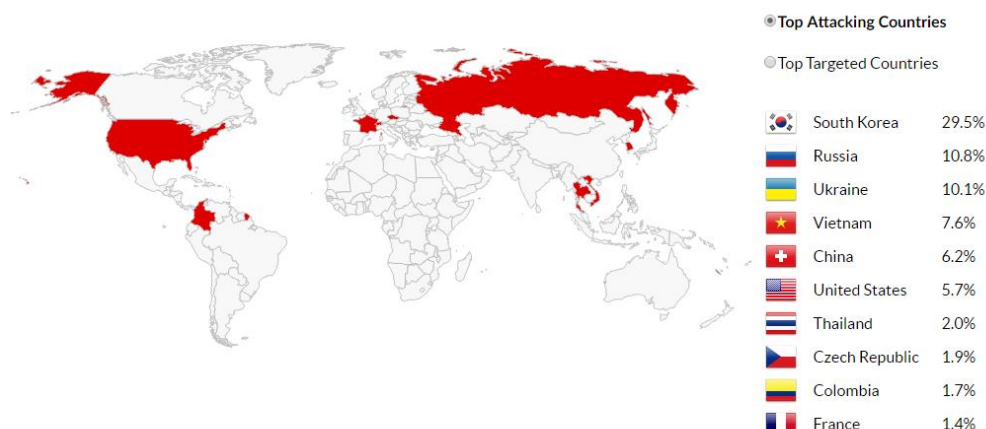 Top Attacking Countries
Top Targeted Countries
South Korea 29.5%
Russia 10.8%
Ukraine 10.1%
Vietnam 7.6%
China 6.2%
United States 5.7%
Thailand 2.0%
Czech Republic 1.9%
Colombia 1.7%
France 1.4%